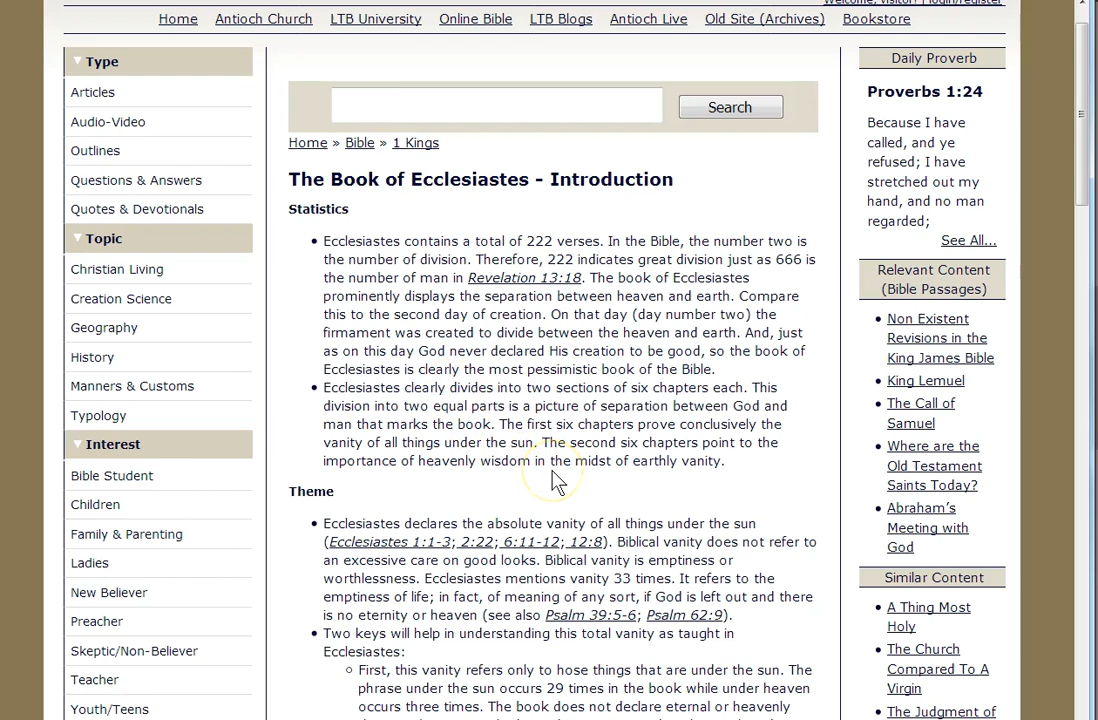 Welcome, visitor! | login/register
Home Antioch Church LTB University Online Bible LTB Blogs Antioch Live Old Site (Archives) Bookstore
Type
Articles
Audio-Video
Outlines
Questions & Answers
Quotes & Devotionals
Topic
Christian Living
Creation Science
Geography
History
Manners & Customs
Typology
Interest
Bible Student
Children
Family & Parenting
Ladies
New Believer
Preacher
Skeptic/Non-Believer
Teacher
Youth/Teens
Search
Home » Bible » 1 Kings
The Book of Ecclesiastes - Introduction
Statistics
• Ecclesiastes contains a total of 222 verses. In the Bible, the number two is
the number of division. Therefore, 222 indicates great division just as 666 is
the number of man in Revelation 13:18. The book of Ecclesiastes
prominently displays the separation between heaven and earth. Compare
this to the second day of creation. On that day (day number two) the
firmament was created to divide between the heaven and earth. And, just
as on this day God never declared His creation to be good, so the book of
Ecclesiastes is clearly the most pessimistic book of the Bible.
• Ecclesiastes clearly divides into two sections of six chapters each. This
division into two equal parts is a picture of separation between God and
man that marks the book. The first six chapters prove conclusively the
vanity of all things under the sun. The second six chapters point to the
importance of heavenly wisdom in the midst of earthly vanity.
Theme
• Ecclesiastes declares the absolute vanity of all things under the sun
(Ecclesiastes 1:1-3; 2:22; 6:11-12; 12:8). Biblical vanity does not refer to
an excessive care on good looks. Biblical vanity is emptiness or
worthlessness. Ecclesiastes mentions vanity 33 times. It refers to the
emptiness of life; in fact, of meaning of any sort, if God is left out and there
is no eternity or heaven (see also Psalm 39:5-6; Psalm 62:9).
• Two keys will help in understanding this total vanity as taught in
Ecclesiastes:
First, this vanity refers only to hose things that are under the sun. The
phrase under the sun occurs 29 times in the book while under heaven
occurs three times. The book does not declare eternal or heavenly
Daily Proverb
Proverbs 1:24
Because I have
called, and ye
refused; I have
stretched out my
hand, and no man
regarded;
See All...
Relevant Content
(Bible Passages)
• Non Existent
Revisions in the
King James Bible
• King Lemuel
• The Call of
Samuel
• Where are the
Old Testament
Saints Today?
• Abraham's
Meeting with
God
Similar Content
• A Thing Most
Holy
• The Church
Compared To A
Virgin
• The Judgment of